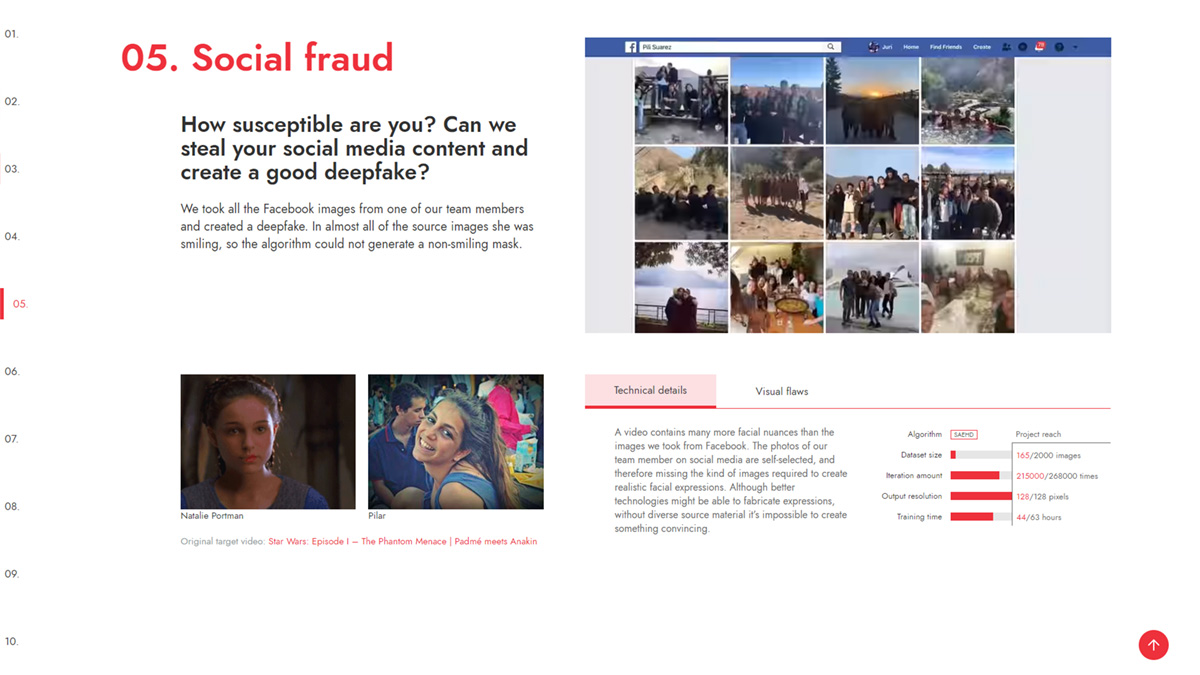 01.
02.
03.
04.
05.
06.
07.
08.
09.
10.
05. Social fraud
How susceptible are you? Can we
steal your social media content and
create a good deepfake?
We took all the Facebook images from one of our team members
and created a deepfake. In almost all of the source images she was
smiling, so the algorithm could not generate a non-smiling mask.
f Pili Suarez Juri Home Find Friends Create
Natalie Portman
Pilar
Original target video: Star Wars: Episode I – The Phantom Menace | Padmé meets Anakin
Technical details
Visual flaws
A video contains many more facial nuances than the
images we took from Facebook. The photos of our
team member on social media are self-selected, and
therefore missing the kind of images required to create
realistic facial expressions. Although better
technologies might be able to fabricate expressions,
without diverse source material it's impossible to create
something convincing.
Algorithm SAEHD Project reach
Dataset size 165/2000 images
Iteration amount 215000/268000 times
Output resolution 128/128 pixels
Training time 44/63 hours